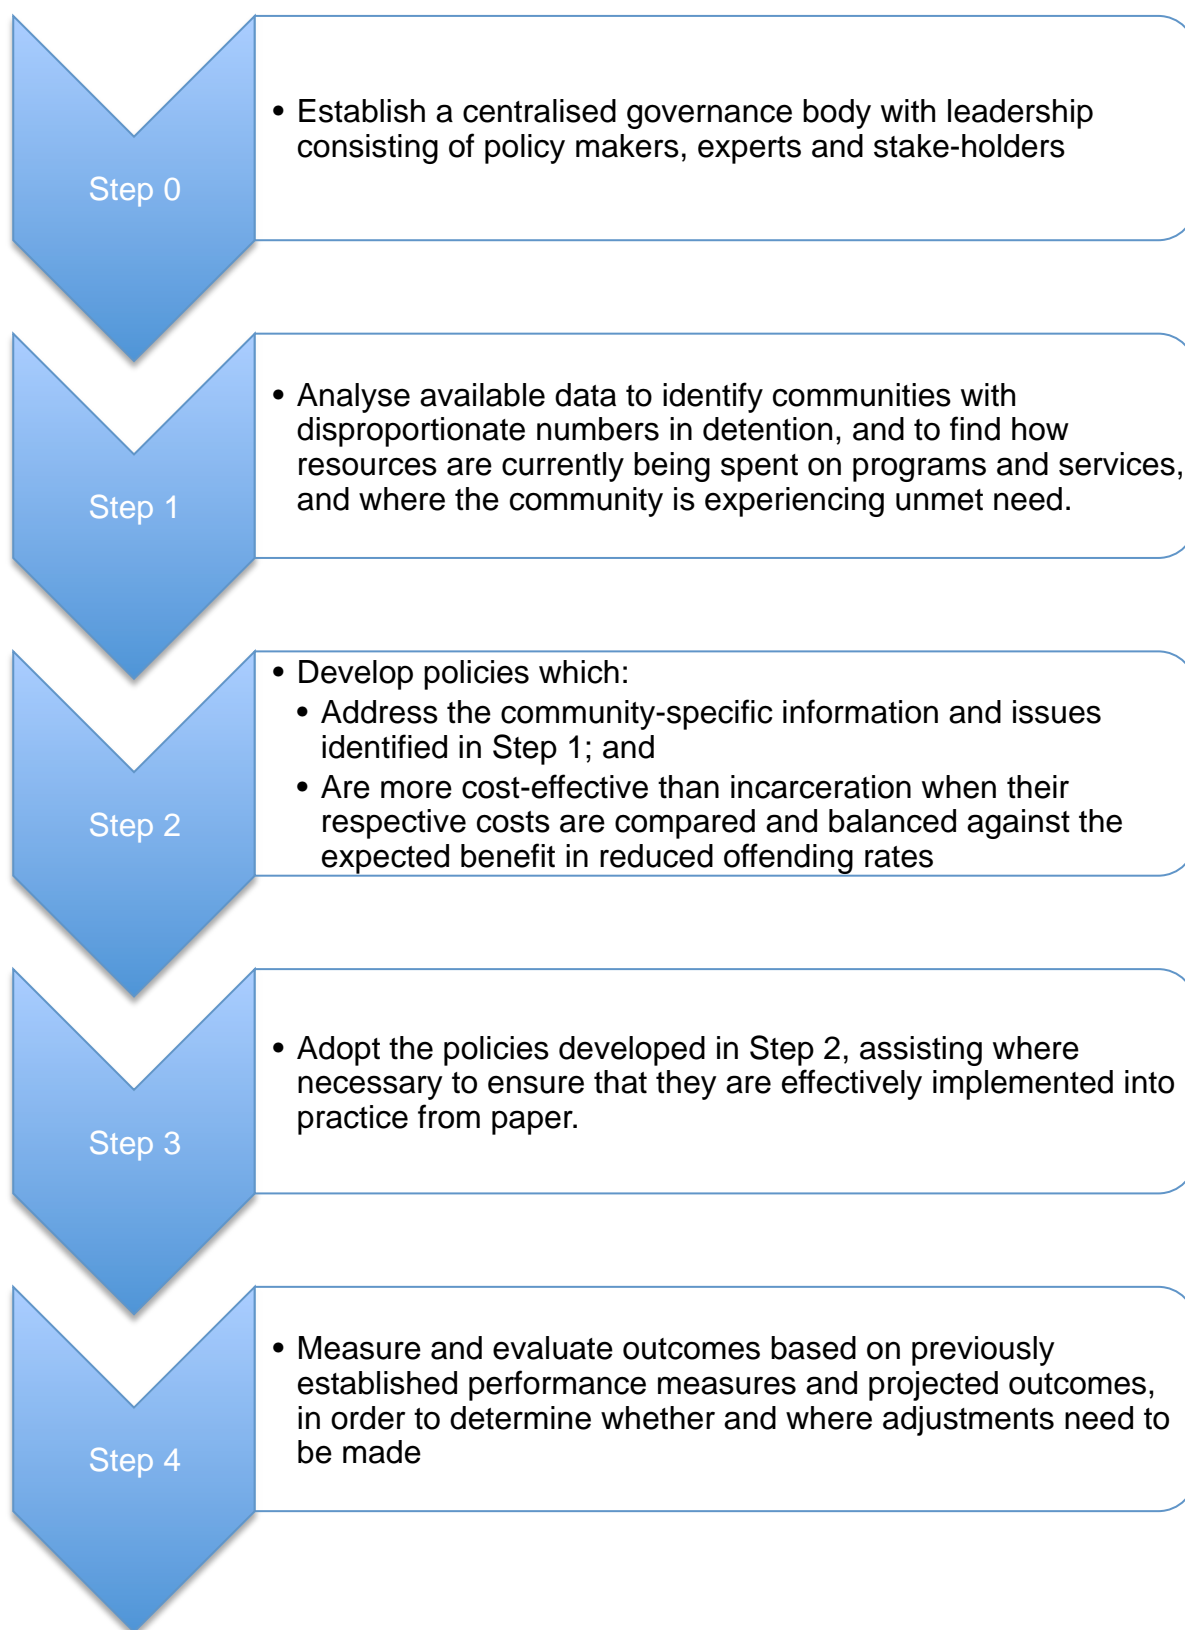 Step 0
• Establish a centralised governance body with leadership
consisting of policy makers, experts and stake-holders
Step 1
• Analyse available data to identify communities with
disproportionate numbers in detention, and to find how
resources are currently being spent on programs and services,
and where the community is experiencing unmet need.
Step 2
• Develop policies which:
• Address the community-specific information and issues
identified in Step 1; and
• Are more cost-effective than incarceration when their
respective costs are compared and balanced against the
expected benefit in reduced offending rates
Step 3
• Adopt the policies developed in Step 2, assisting where
necessary to ensure that they are effectively implemented into
practice from paper.
Step 4
• Measure and evaluate outcomes based on previously
established performance measures and projected outcomes,
in order to determine whether and where adjustments need to
be made